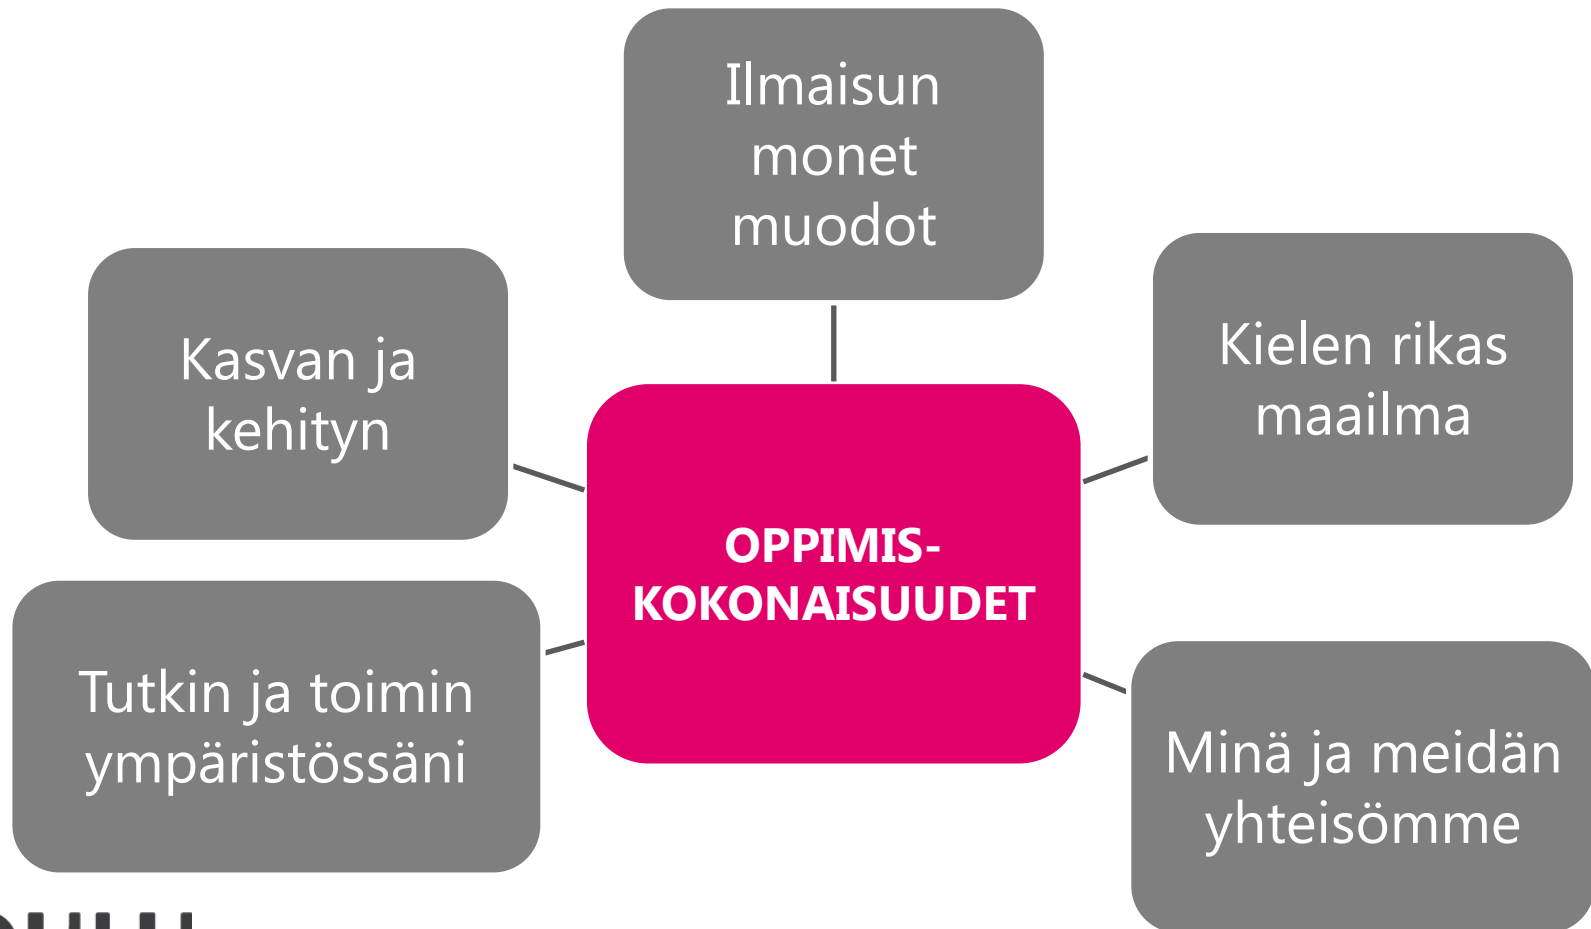 Ilmaisun
monet
muodot
Kasvan ja
kehityn
Kielen rikas
maailma
OPPIMIS-
KOKONAISUUDET
Tutkin ja toimin
ympäristössäni
Minä ja meidän
yhteisömme